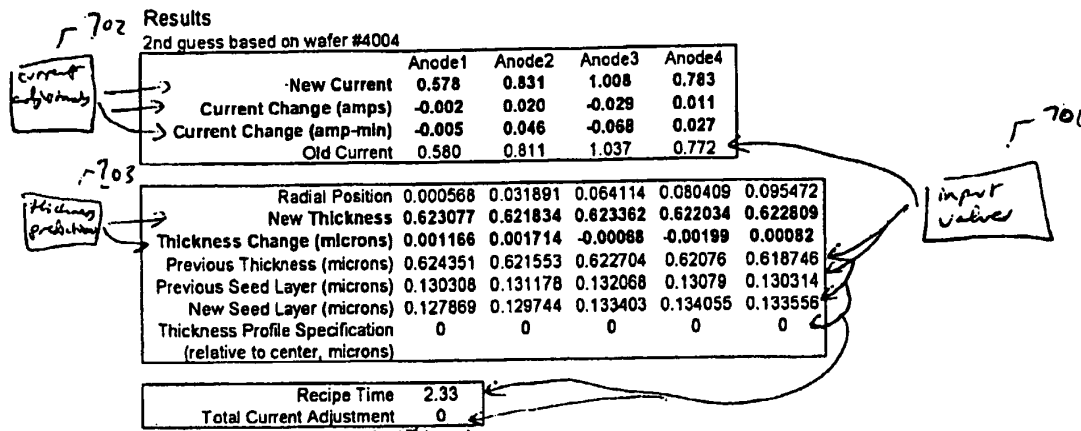 702
Results
2nd guess based on wafer #4004
Anode1 Anode2 Anode3 Anode4
New Current 0.578 0.831 1.008 0.783
Current Change (amps) -0.002 0.020 -0.029 0.011
Current Change (amp-min) -0.005 0.046 -0.068 0.027
Old Current 0.580 0.811 1.037 0.772
current
701
input
values
703
thickness
predictions
Radial Position 0.000568 0.031891 0.064114 0.080409 0.095472
New Thickness 0.623077 0.621834 0.623362 0.622034 0.622809
Thickness Change (microns) 0.001166 0.001714 -0.00068 -0.00199 0.00082
Previous Thickness (microns) 0.624351 0.621553 0.622704 0.62076 0.618746
Previous Seed Layer (microns) 0.130308 0.131178 0.132068 0.13079 0.130314
New Seed Layer (microns) 0.127869 0.129744 0.133403 0.134055 0.133556
Thickness Profile Specification 0 0 0 0 0
(relative to center, microns)
Recipe Time 2.33
Total Current Adjustment 0